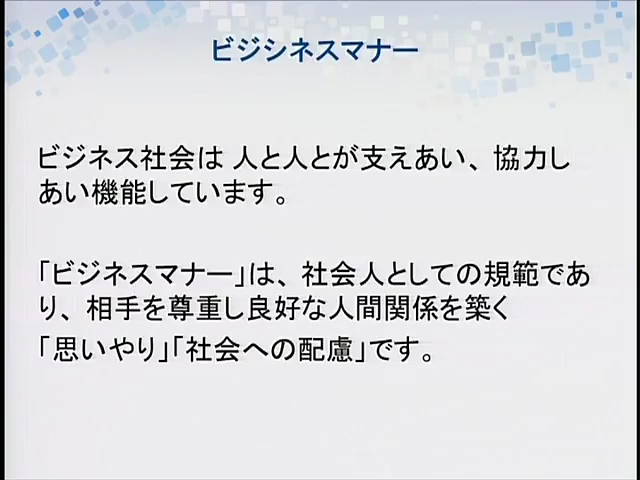 ビジシネスマナー
ビジネス社会は 人と人とが支えあい、協力し
あい機能しています。
「ビジネスマナー」は、社会人としての規範であ
り、相手を尊重し良好な人間関係を築く
「思いやり」「社会への配慮」です。